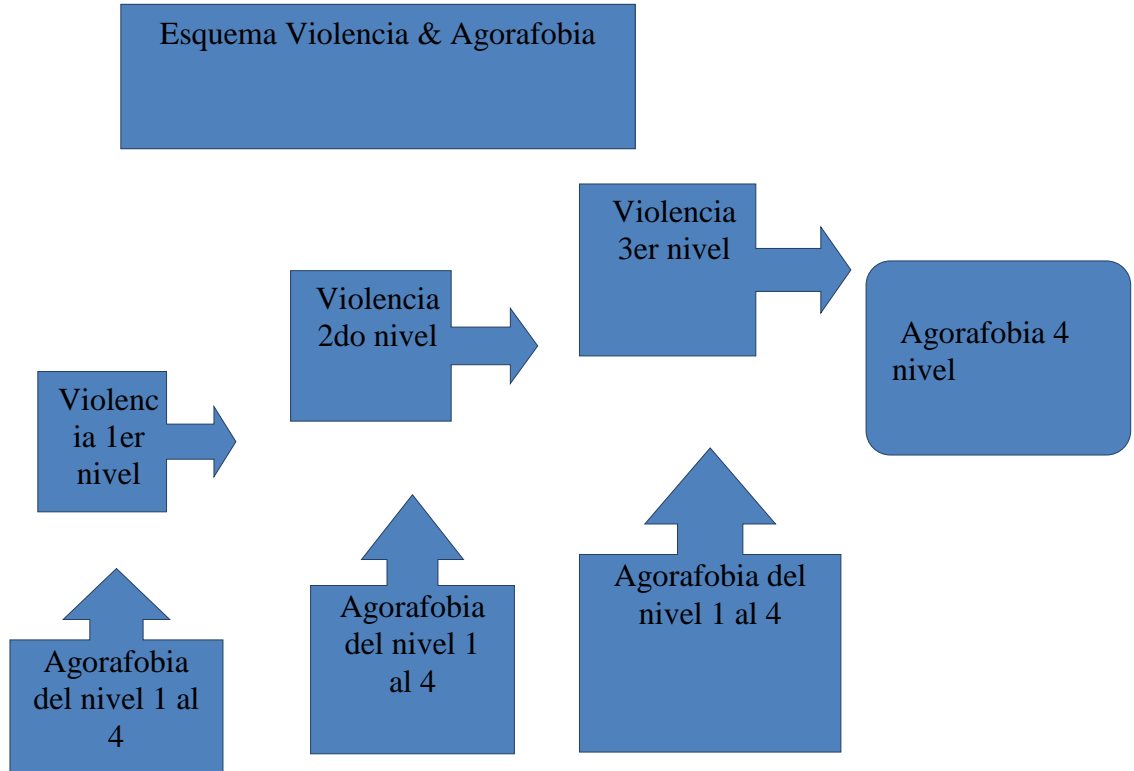 Esquema Violencia & Agorafobia
Violencia
3er nivel
Violencia
2do nivel
Agorafobia 4
nivel
Violenc
ia 1er
nivel
Agorafobia del
nivel 1 al 4
Agorafobia
del nivel 1
al 4
Agorafobia
del nivel 1 al
4